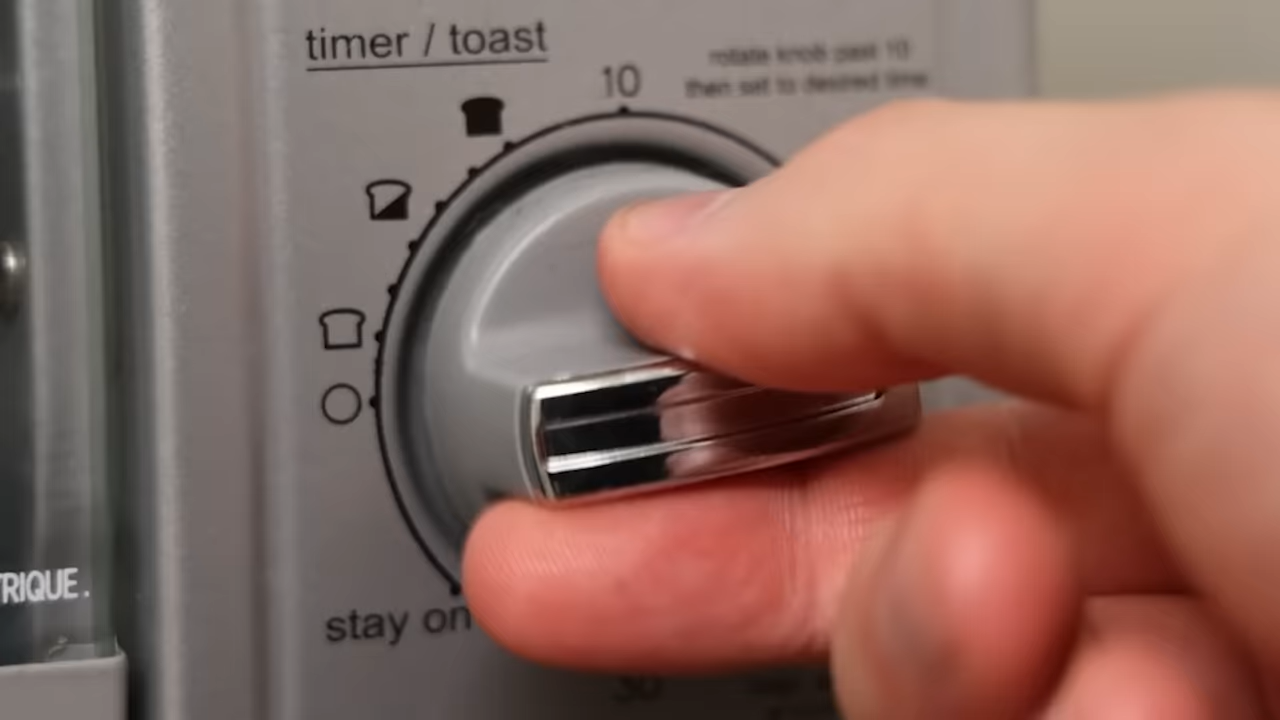 timer / toast
rotate knob past 10
then set to desired time
10
TRIQUE.
stay on
30